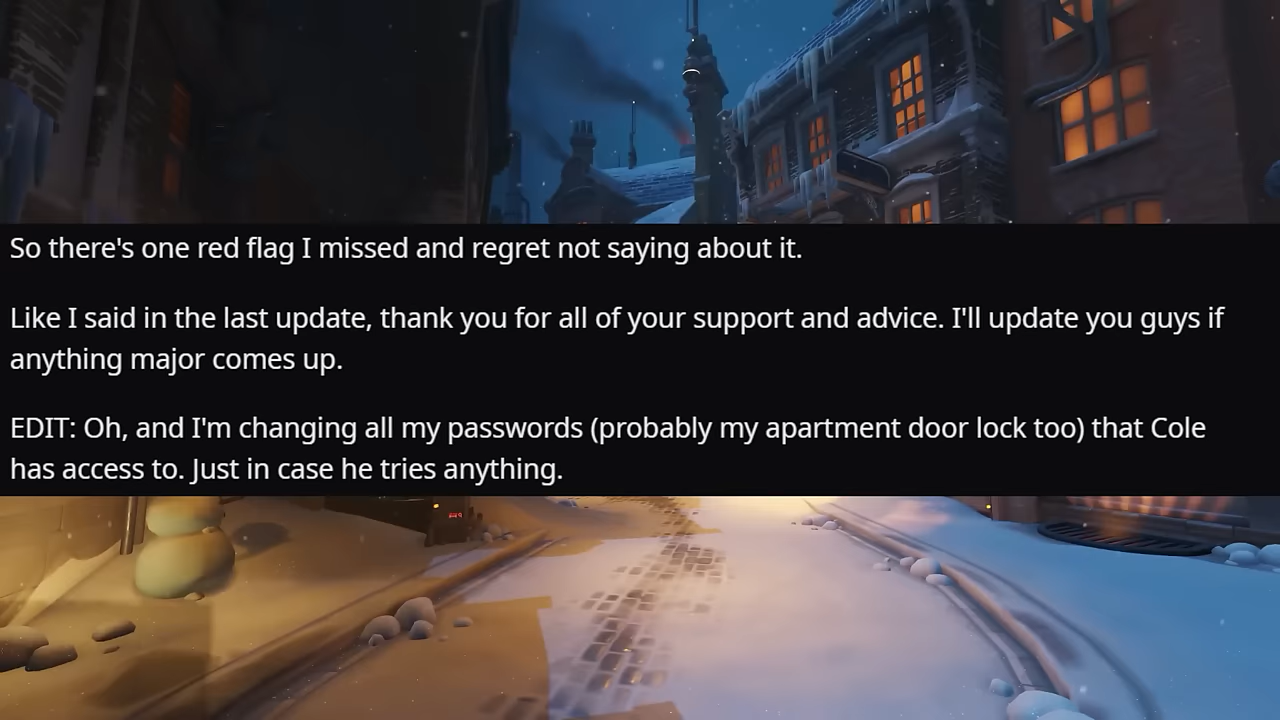 So there's one red flag I missed and regret not saying about it.
Like I said in the last update, thank you for all of your support and advice. I'll update you guys if
anything major comes up.
EDIT: Oh, and I'm changing all my passwords (probably my apartment door lock too) that Cole
has access to. Just in case he tries anything.